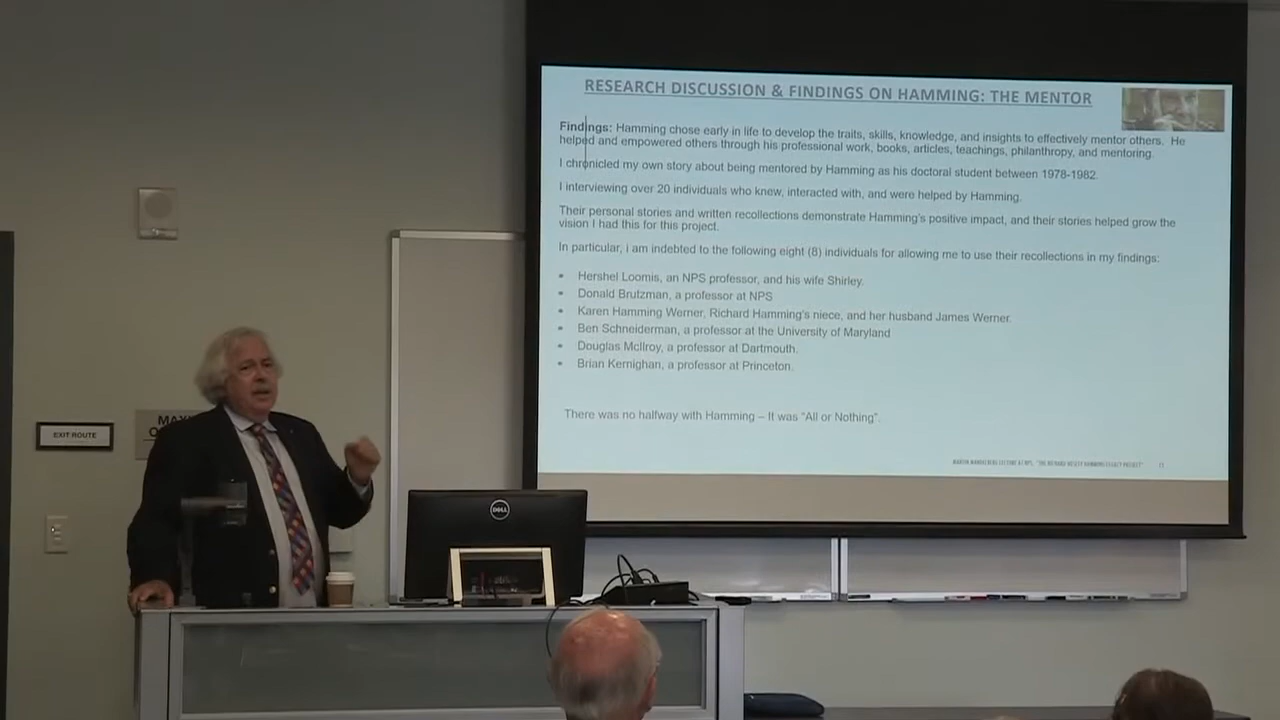 RESEARCH DISCUSSION & FINDINGS ON HAMMING: THE MENTOR
Findings: Hamming chose early in life to develop the traits, skills, knowledge, and insights to effectively mentor others. He
helped and empowered others through his professional work, books, articles, teachings, philanthropy, and mentoring.
I chronicled my own story about being mentored by Hamming as his doctoral student between 1978-1982.
I interviewing over 20 individuals who knew, interacted with, and were helped by Hamming.
Their personal stories and written recollections demonstrate Hamming's positive impact, and their stories helped grow the
vision I had this for this project.
In particular, i am indebted to the following eight (8) individuals for allowing me to use their recollections in my findings:
• Hershel Loomis, an NPS professor, and his wife Shirley.
• Donald Brutzman, a professor at NPS
• Karen Hamming Werner, Richard Hamming's niece, and her husband James Werner.
• Ben Schneiderman, a professor at the University of Maryland
• Douglas McIlroy, a professor at Dartmouth.
• Brian Kernighan, a professor at Princeton.
There was no halfway with Hamming – It was "All or Nothing".
LECTURE AT NPS, "THE RICHARD HAMMING LEGACY PROJECT"
EXIT ROUTE
DELL